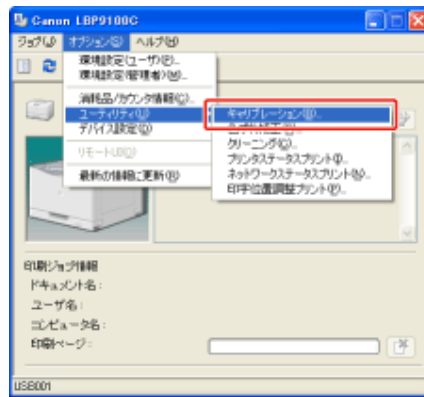 Canon LBP9100C
ジョブ(J) オプション(O) ヘルプ(H)
環境設定(ユーザ)(P)...
環境設定(管理者)(M)...
消耗品/カウンタ情報(C)...
ユーティリティ(U)
キャリブレーション(B)...
デバイス設定(D)
クリーニング(C)...
リモートUI(I)
プリンタステータスプリント(P)...
最新の情報に更新(R)
ネットワークステータスプリント(N)...
印字位置調整プリント(P)...
印刷ジョブ情報
ドキュメント名:
ユーザ名:
コンピュータ名:
印刷ページ:
USB001